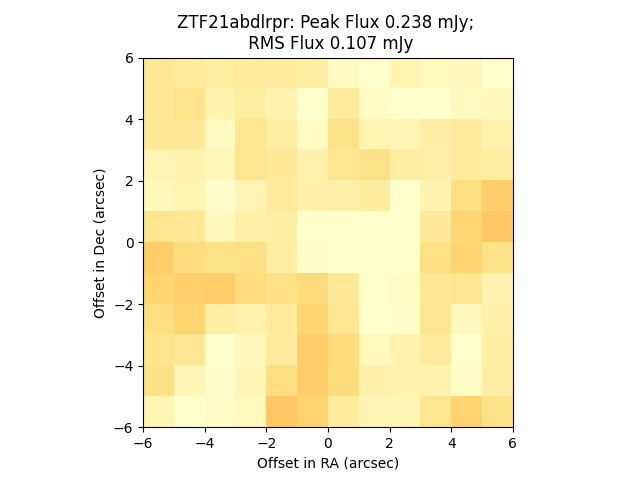 ZTF21abdlrpr: Peak Flux 0.238 mJy;
RMS Flux 0.107 mJy
6
4
2
0
−2
−4
−6
Offset in Dec (arcsec)
−6 −4 −2 0 2 4 6
Offset in RA (arcsec)